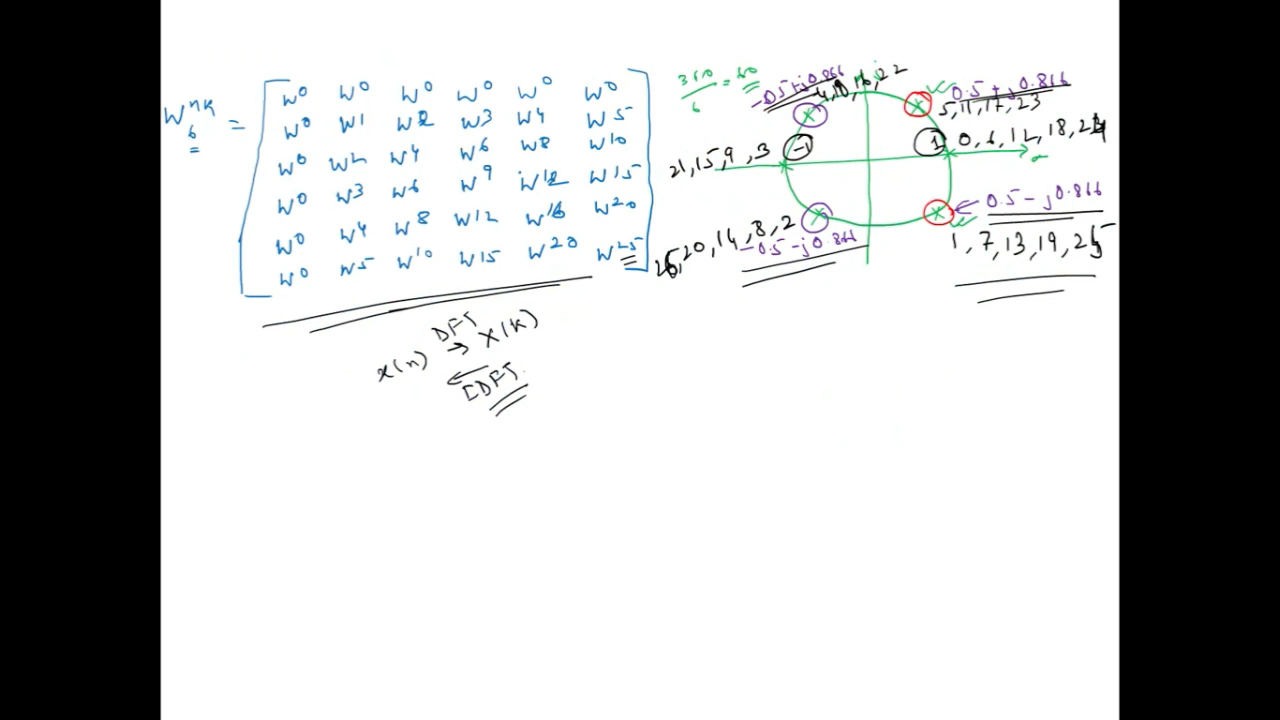 W₆ⁿᵏ =
w⁰ w⁰ w⁰ w⁰ w⁰ w⁰
w⁰ w¹ w² w³ w⁴ w⁵
w⁰ w² w⁴ w⁶ w⁸ w¹⁰
w⁰ w³ w⁶ w⁹ w¹² w¹⁵
w⁰ w⁴ w⁸ w¹² w¹⁶ w²⁰
w⁰ w⁵ w¹⁰ w¹⁵ w²⁰ w²⁵
360/6 = 60
-0.5+j0.866
4, 10, 16, 22
j
0.5+j0.866
5, 11, 17, 23
-1
21, 15, 9, 3
1
0, 6, 12, 18, 24
26, 20, 14, 8, 2
-0.5-j0.866
0.5-j0.866
1, 7, 13, 19, 25
DFT
x(n) → X(k)
←
IDFT.